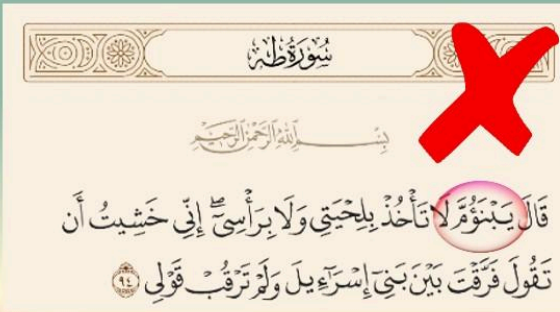 سُورَةُ طه
بِسْمِ ٱللَّهِ ٱلرَّحْمَٰنِ ٱلرَّحِيمِ
قَالَ يَبْنَؤُمَّ لَا تَأْخُذْ بِلِحْيَتِى وَلَا بِرَأْسِىٓ ۖ إِنِّى خَشِيتُ أَن
تَقُولَ فَرَّقْتَ بَيْنَ بَنِىٓ إِسْرَٰٓءِيلَ وَلَمْ تَرْقُبْ قَوْلِى ٩٤